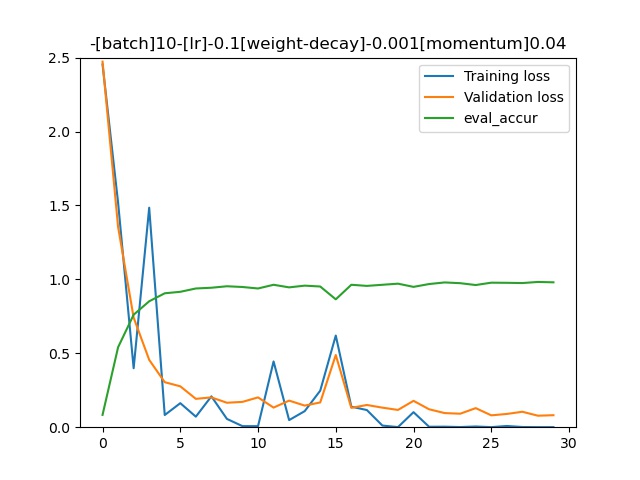 -[batch]10-[lr]-0.1[weight-decay]-0.001[momentum]0.04
2.5
2.0
1.5
1.0
0.5
0.0
Training loss
Validation loss
eval_accur
0 5 10 15 20 25 30